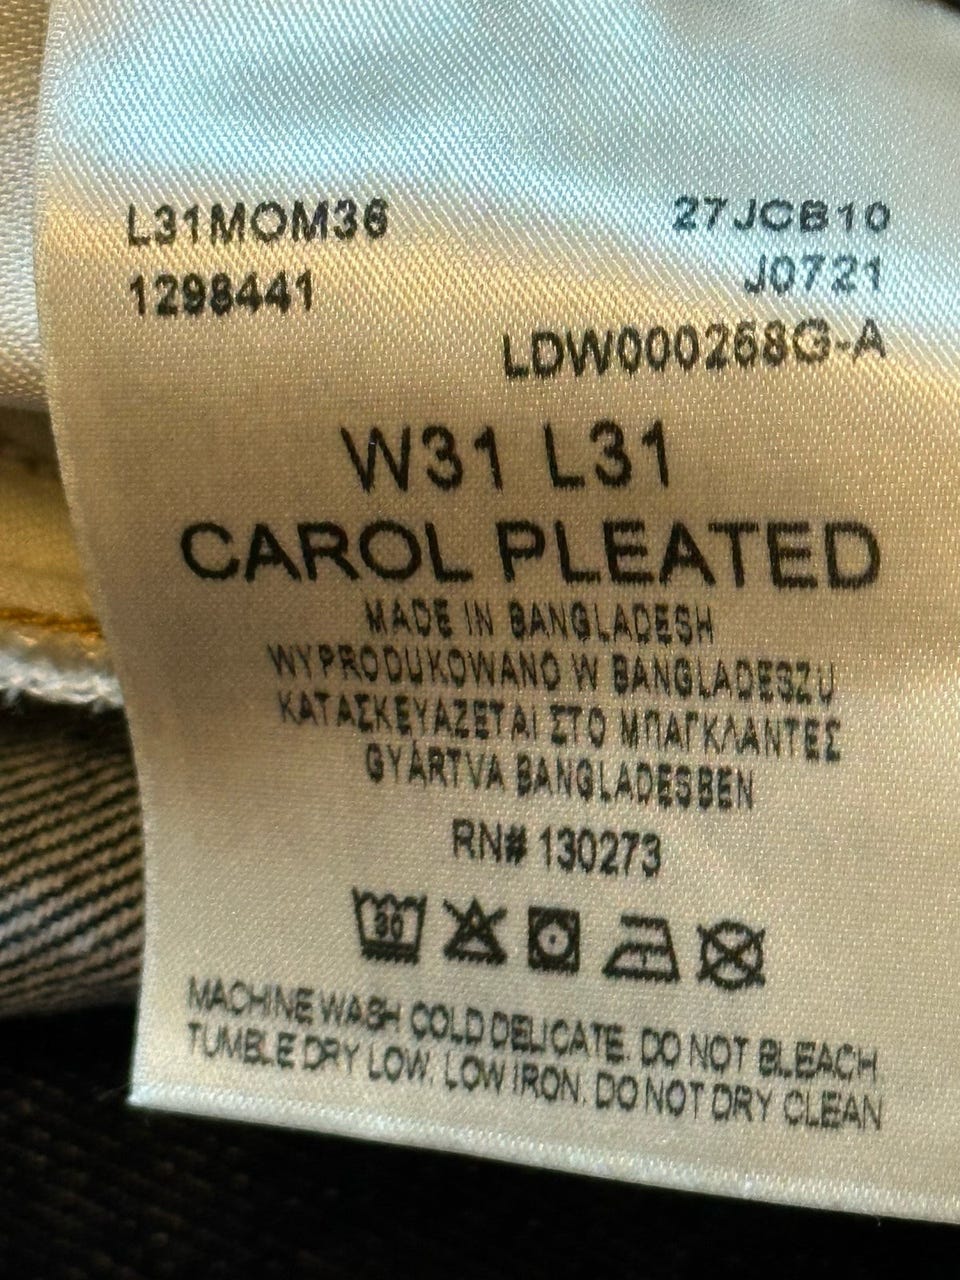 L31MOM36 27JCB10
1298441 J0721
LDW000268G-A
W31 L31
CAROL PLEATED
MADE IN BANGLADESH
WYPRODUKOWANO W BANGLADESZU
ΚΑΤΑΣΚΕΥΑΖΕΤΑΙ ΣΤΟ ΜΠΑΓΚΛΑΝΤΕΣ
GYÁRTVA BANGLADESBEN
RN# 130273
30
MACHINE WASH COLD DELICATE. DO NOT BLEACH
TUMBLE DRY LOW. LOW IRON. DO NOT DRY CLEAN